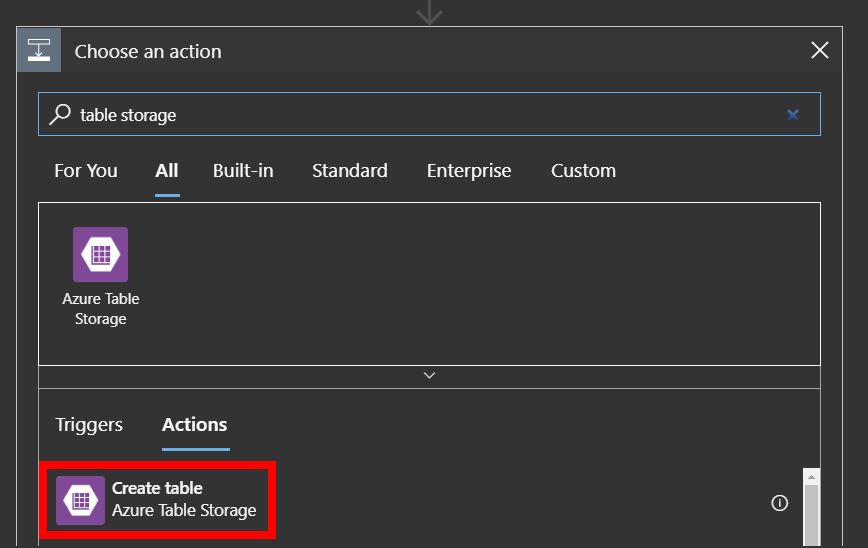 Choose an action
table storage
For You All Built-in Standard Enterprise Custom
Azure Table
Storage
Triggers Actions
Create table
Azure Table Storage